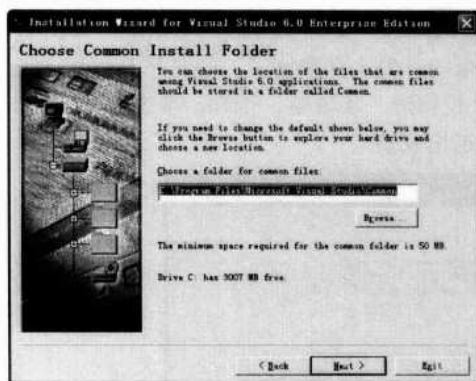 Installation Wizard for Visual Studio 6.0 Enterprise Edition
Choose Common Install Folder
You can choose the location of the files that are common
among Visual Studio 6.0 applications. The common files
should be stored in a folder called Common.
If you need to change the default shown below, you may
click the Browse button to explore your hard drive and
choose a new location.
Choose a folder for common files:
C:\Program Files\Microsoft Visual Studio\Common
Browse...
The minimum space required for the common folder is 50 MB.
Drive C: has 3007 MB free.
< Back
Next >
Exit